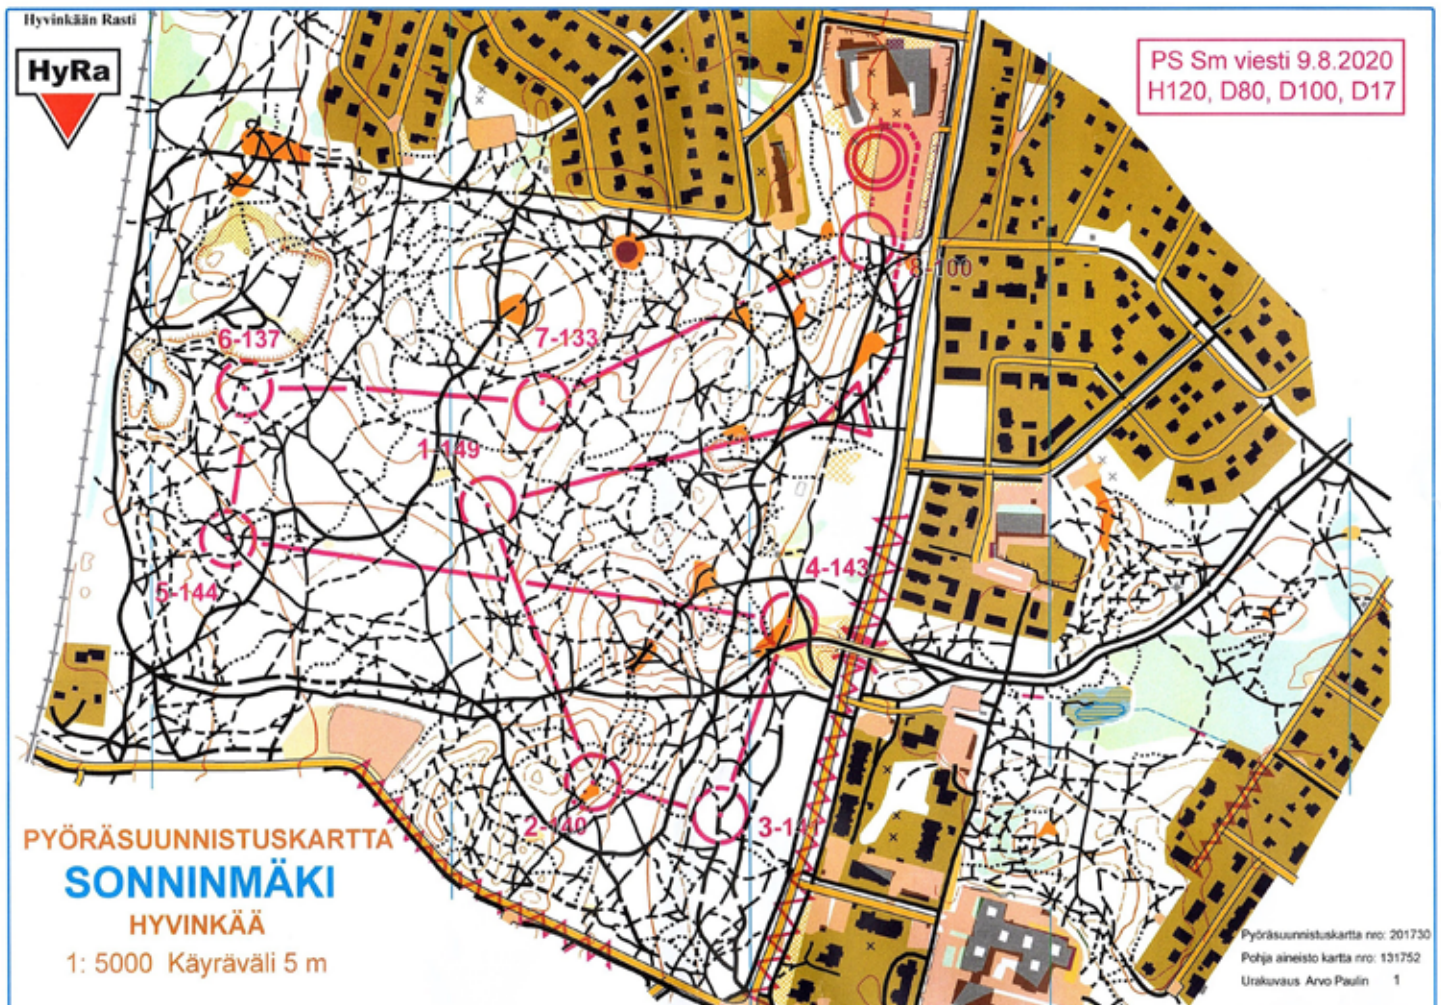 Hyvinkään Rasti
HyRa
PS Sm viesti 9.8.2020
H120, D80, D100, D17
8-100
6-137
7-133
1-149
4-143
5-144
2-140
3-141
PYÖRÄSUUNNISTUSKARTTA
SONNINMÄKI
HYVINKÄÄ
1: 5000 Käyräväli 5 m
Pyöräsuunnistuskartta nro: 201730
Pohja aineisto kartta nro: 131752
Urakuvaus Arvo Paulin 1